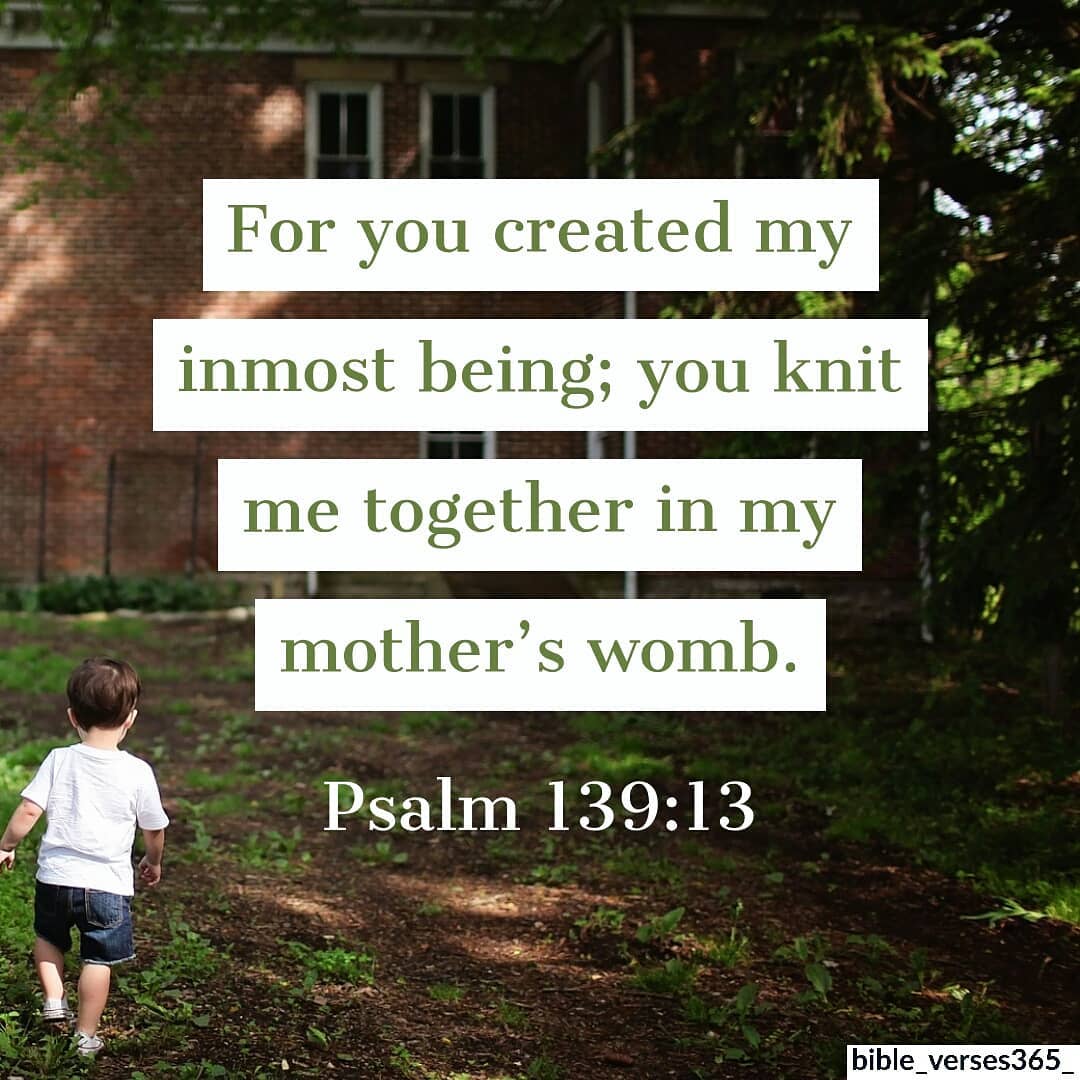 For you created my
inmost being; you knit
me together in my
mother’s womb.
Psalm 139:13
bible_verses365_